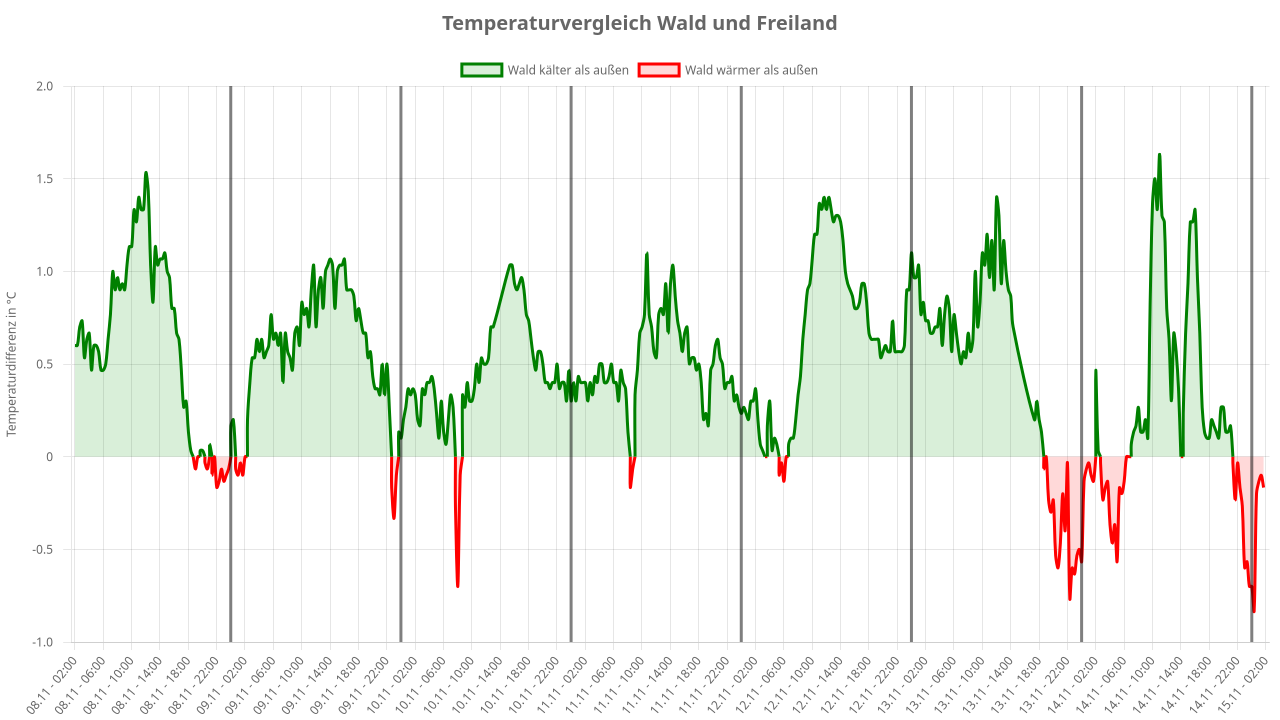 Temperaturvergleich Wald und Freiland
Wald kälter als außen Wald wärmer als außen
Temperaturdifferenz in °C
2.0
1.5
1.0
0.5
0
-0.5
-1.0
08.11 - 02:00
08.11 - 06:00
08.11 - 10:00
08.11 - 14:00
08.11 - 18:00
08.11 - 22:00
09.11 - 02:00
09.11 - 06:00
09.11 - 10:00
09.11 - 14:00
09.11 - 18:00
09.11 - 22:00
10.11 - 02:00
10.11 - 06:00
10.11 - 10:00
10.11 - 14:00
10.11 - 18:00
10.11 - 22:00
11.11 - 02:00
11.11 - 06:00
11.11 - 10:00
11.11 - 14:00
11.11 - 18:00
11.11 - 22:00
12.11 - 02:00
12.11 - 06:00
12.11 - 10:00
12.11 - 14:00
12.11 - 18:00
12.11 - 22:00
13.11 - 02:00
13.11 - 06:00
13.11 - 10:00
13.11 - 14:00
13.11 - 18:00
13.11 - 22:00
14.11 - 02:00
14.11 - 06:00
14.11 - 10:00
14.11 - 14:00
14.11 - 18:00
14.11 - 22:00
15.11 - 02:00